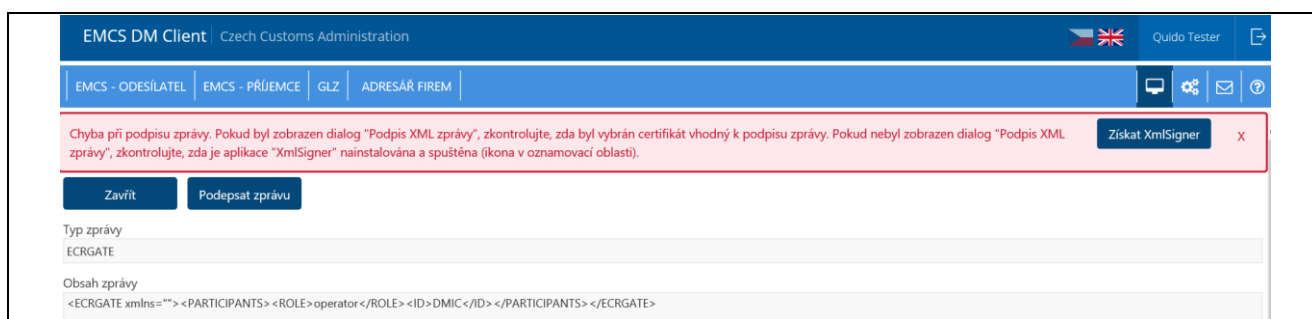 EMCS DM Client Czech Customs Administration Quido Tester
EMCS - ODESÍLATEL EMCS - PŘÍJEMCE GLZ ADRESÁŘ FIREM
Chyba při podpisu zprávy. Pokud byl zobrazen dialog "Podpis XML zprávy", zkontrolujte, zda byl vybrán certifikát vhodný k podpisu zprávy. Pokud nebyl zobrazen dialog "Podpis XML Získat XmlSigner X
zprávy", zkontrolujte, zda je aplikace "XmlSigner" nainstalována a spuštěna (ikona v oznamovací oblasti).
Zavřít Podepsat zprávu
Typ zprávy
ECRGATE
Obsah zprávy
<ECRGATE xmlns=""><PARTICIPANTS><ROLE>operator</ROLE><ID>DMIC</ID></PARTICIPANTS></ECRGATE>